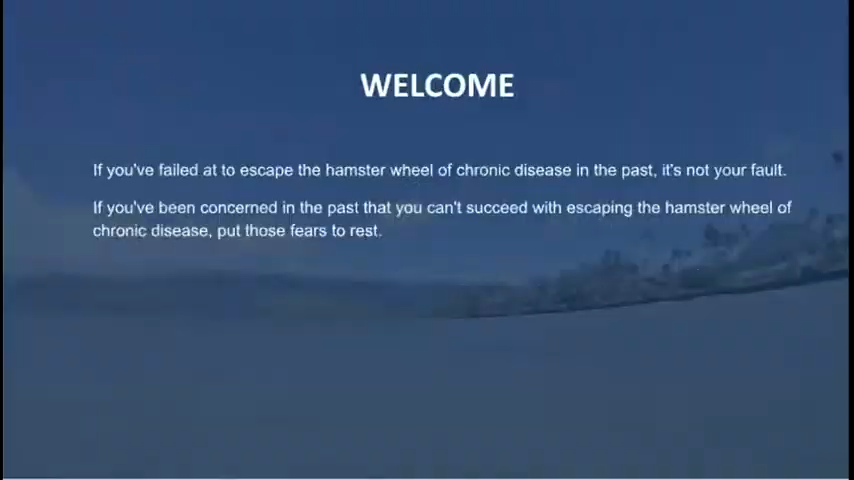 WELCOME
If you've failed at to escape the hamster wheel of chronic disease in the past, it's not your fault.
If you've been concerned in the past that you can't succeed with escaping the hamster wheel of
chronic disease, put those fears to rest.